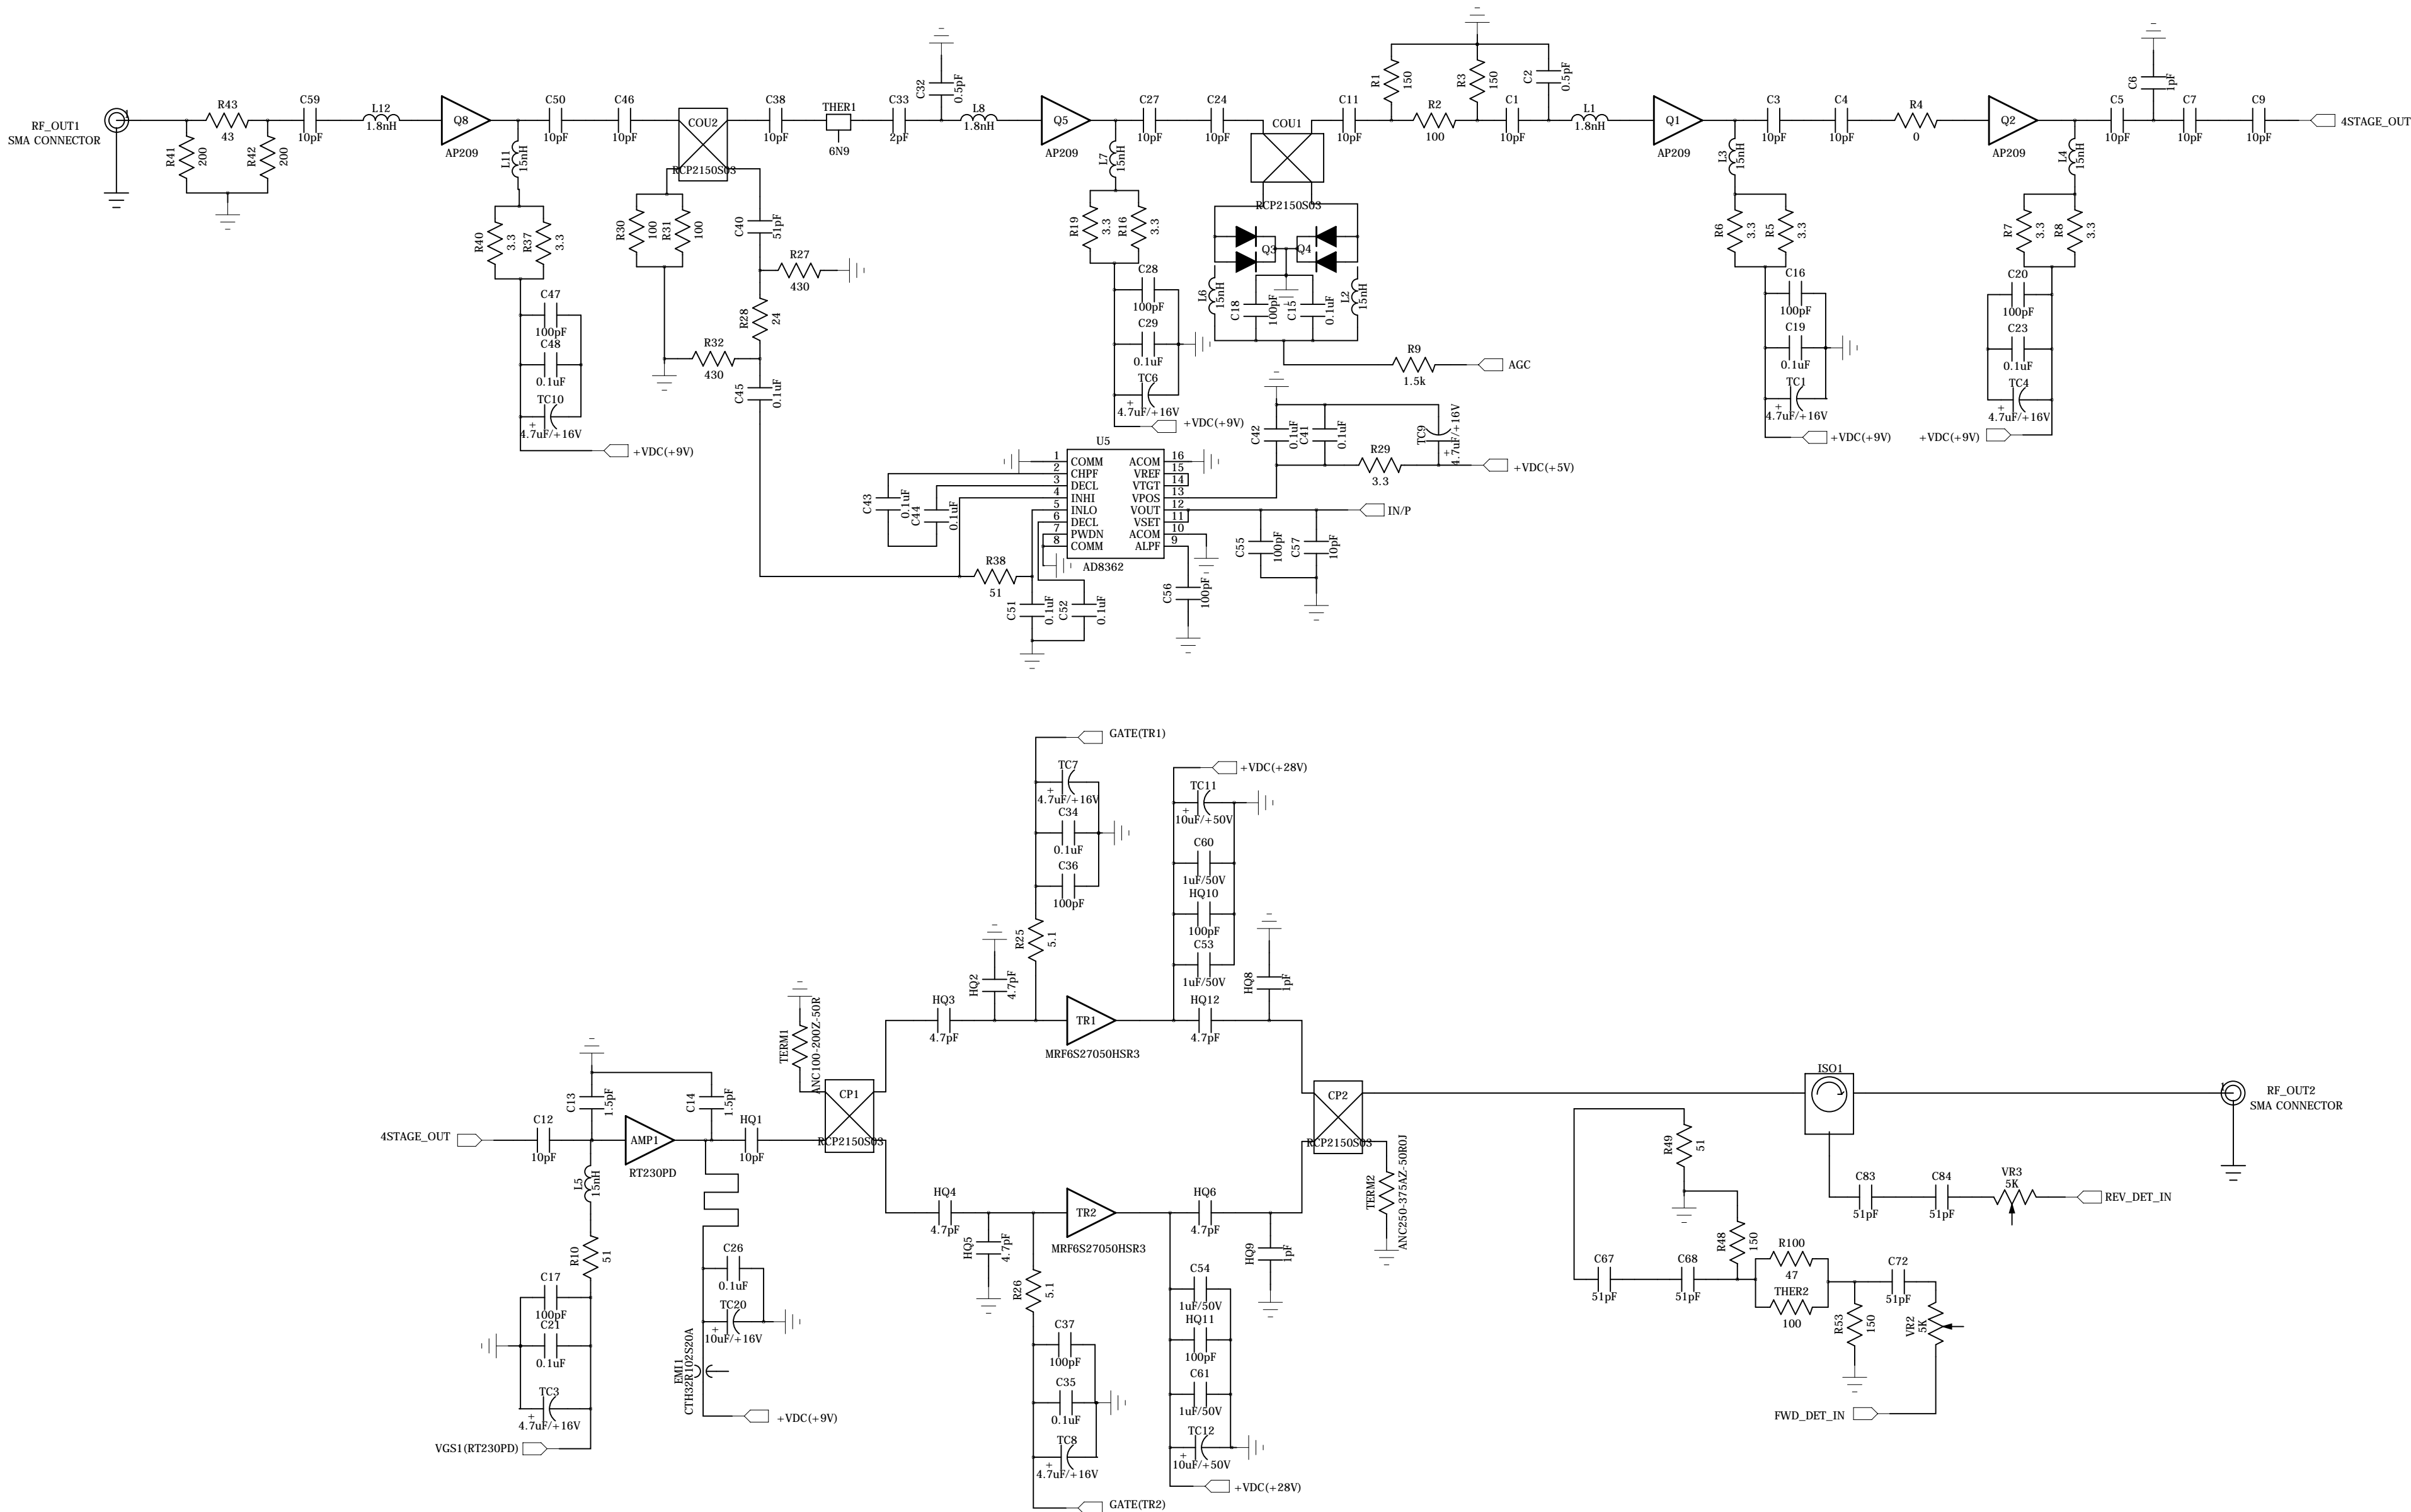 RF_OUT1
SMA CONNECTOR
1
R43
43
R41
200
R42
200
C59
10pF
L12
1.8nH
Q8
AP209
L11
15nH
C50
10pF
C46
10pF
COU2
RCP2150S03
C38
10pF
THER1
6N9
C33
2pF
C32
0.5pF
L8
1.8nH
Q5
AP209
L7
15nH
C27
10pF
C24
10pF
COU1
RCP2150S03
C11
10pF
R1
150
R2
100
R3
150
C1
10pF
C2
0.5pF
L1
1.8nH
Q1
AP209
L3
15nH
C3
10pF
C4
10pF
R4
0
Q2
AP209
L4
15nH
C5
10pF
C6
1pF
C7
10pF
C9
10pF
4STAGE_OUT
R40
3.3
R37
3.3
C47
100pF
C48
0.1uF
TC10
+
4.7uF/+16V
+VDC(+9V)
R30
100
R31
100
C40
51pF
R27
430
R28
24
R32
430
C45
0.1uF
R19
3.3
R16
3.3
C28
100pF
C29
0.1uF
TC6
+
4.7uF/+16V
+VDC(+9V)
Q3
Q4
L6
15nH
C18
100pF
C15
0.1uF
L2
15nH
R9
1.5k
AGC
R6
3.3
R5
3.3
C16
100pF
C19
0.1uF
TC1
+
4.7uF/+16V
+VDC(+9V)
R7
3.3
R8
3.3
C20
100pF
C23
0.1uF
TC4
+
4.7uF/+16V
+VDC(+9V)
C42
0.1uF
C41
0.1uF
TC9
+
4.7uF/+16V
R29
3.3
+VDC(+5V)
U5
1 COMM ACOM 16
2 CHPF VREF 15
3 DECL VTGT 14
4 INHI VPOS 13
5 INLO VOUT 12
6 DECL VSET 11
7 PWDN ACOM 10
8 COMM ALPF 9
AD8362
C43
0.1uF
C44
0.1uF
R38
51
C51
0.1uF
C52
0.1uF
C56
100pF
C55
100pF
C57
10pF
IN/P
GATE(TR1)
TC7
+
4.7uF/+16V
C34
0.1uF
C36
100pF
R25
5.1
+VDC(+28V)
TC11
+
10uF/+50V
C60
1uF/50V
HQ10
100pF
C53
1uF/50V
HQ2
4.7pF
HQ3
4.7pF
TR1
MRF6S27050HSR3
HQ12
4.7pF
HQ8
1pF
TERM1
ANC100-200Z-50R
CP1
RCP2150S03
4STAGE_OUT
C12
10pF
C13
1.5pF
AMP1
RT230PD
C14
1.5pF
HQ1
10pF
L5
15nH
R10
51
C17
100pF
C21
0.1uF
TC3
+
4.7uF/+16V
VGS1(RT230PD)
C26
0.1uF
TC20
+
10uF/+16V
EMI1
CTH32R102S20A
+VDC(+9V)
HQ4
4.7pF
HQ5
4.7pF
TR2
MRF6S27050HSR3
HQ6
4.7pF
HQ9
1pF
R26
5.1
C37
100pF
C35
0.1uF
TC8
+
4.7uF/+16V
GATE(TR2)
C54
1uF/50V
HQ11
100pF
C61
1uF/50V
TC12
+
10uF/+50V
+VDC(+28V)
CP2
RCP2150S03
TERM2
ANC250-375AZ-50R0J
ISO1
1
RF_OUT2
SMA CONNECTOR
C83
51pF
C84
51pF
VR3
5K
REV_DET_IN
R49
51
R48
150
C67
51pF
C68
51pF
R100
47
THER2
100
C72
51pF
R53
150
VR2
5K
FWD_DET_IN